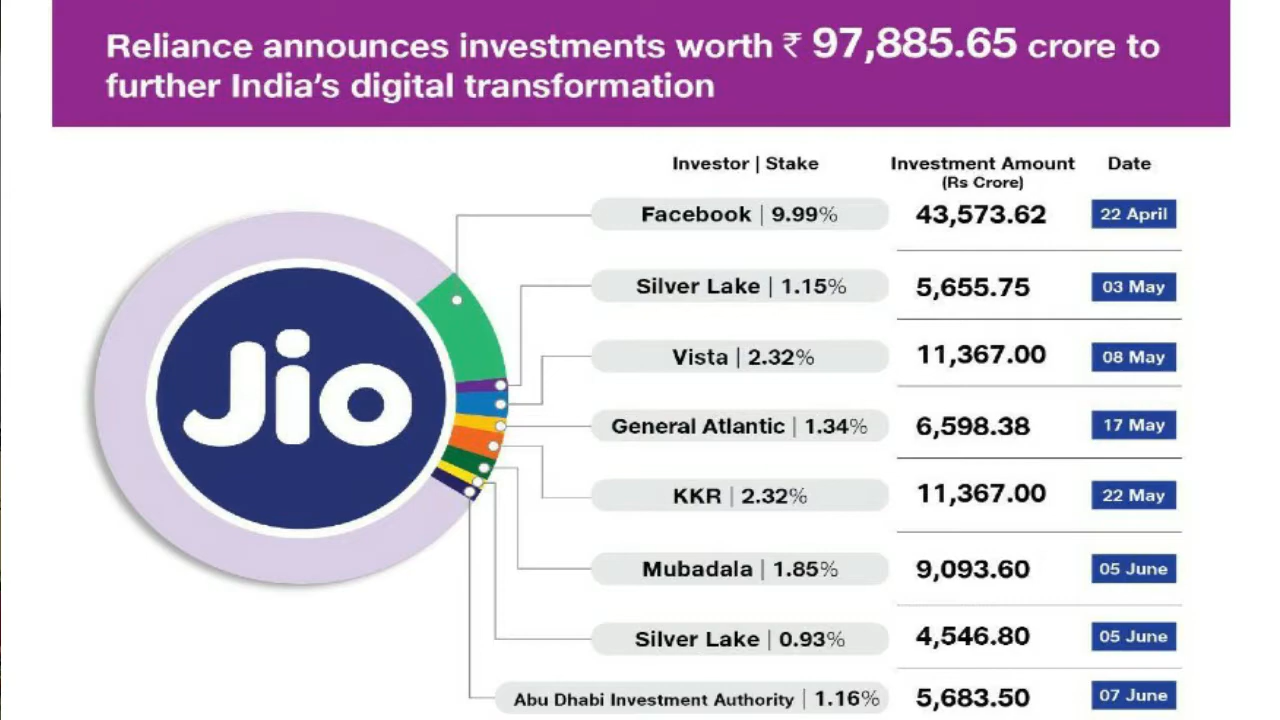 Reliance announces investments worth ₹ 97,885.65 crore to
further India's digital transformation
Investor | Stake Investment Amount Date
(Rs Crore)
Facebook | 9.99% 43,573.62 22 April
Silver Lake | 1.15% 5,655.75 03 May
Vista | 2.32% 11,367.00 08 May
Jio
General Atlantic | 1.34% 6,598.38 17 May
KKR | 2.32% 11,367.00 22 May
Mubadala | 1.85% 9,093.60 05 June
Silver Lake | 0.93% 4,546.80 05 June
Abu Dhabi Investment Authority | 1.16% 5,683.50 07 June